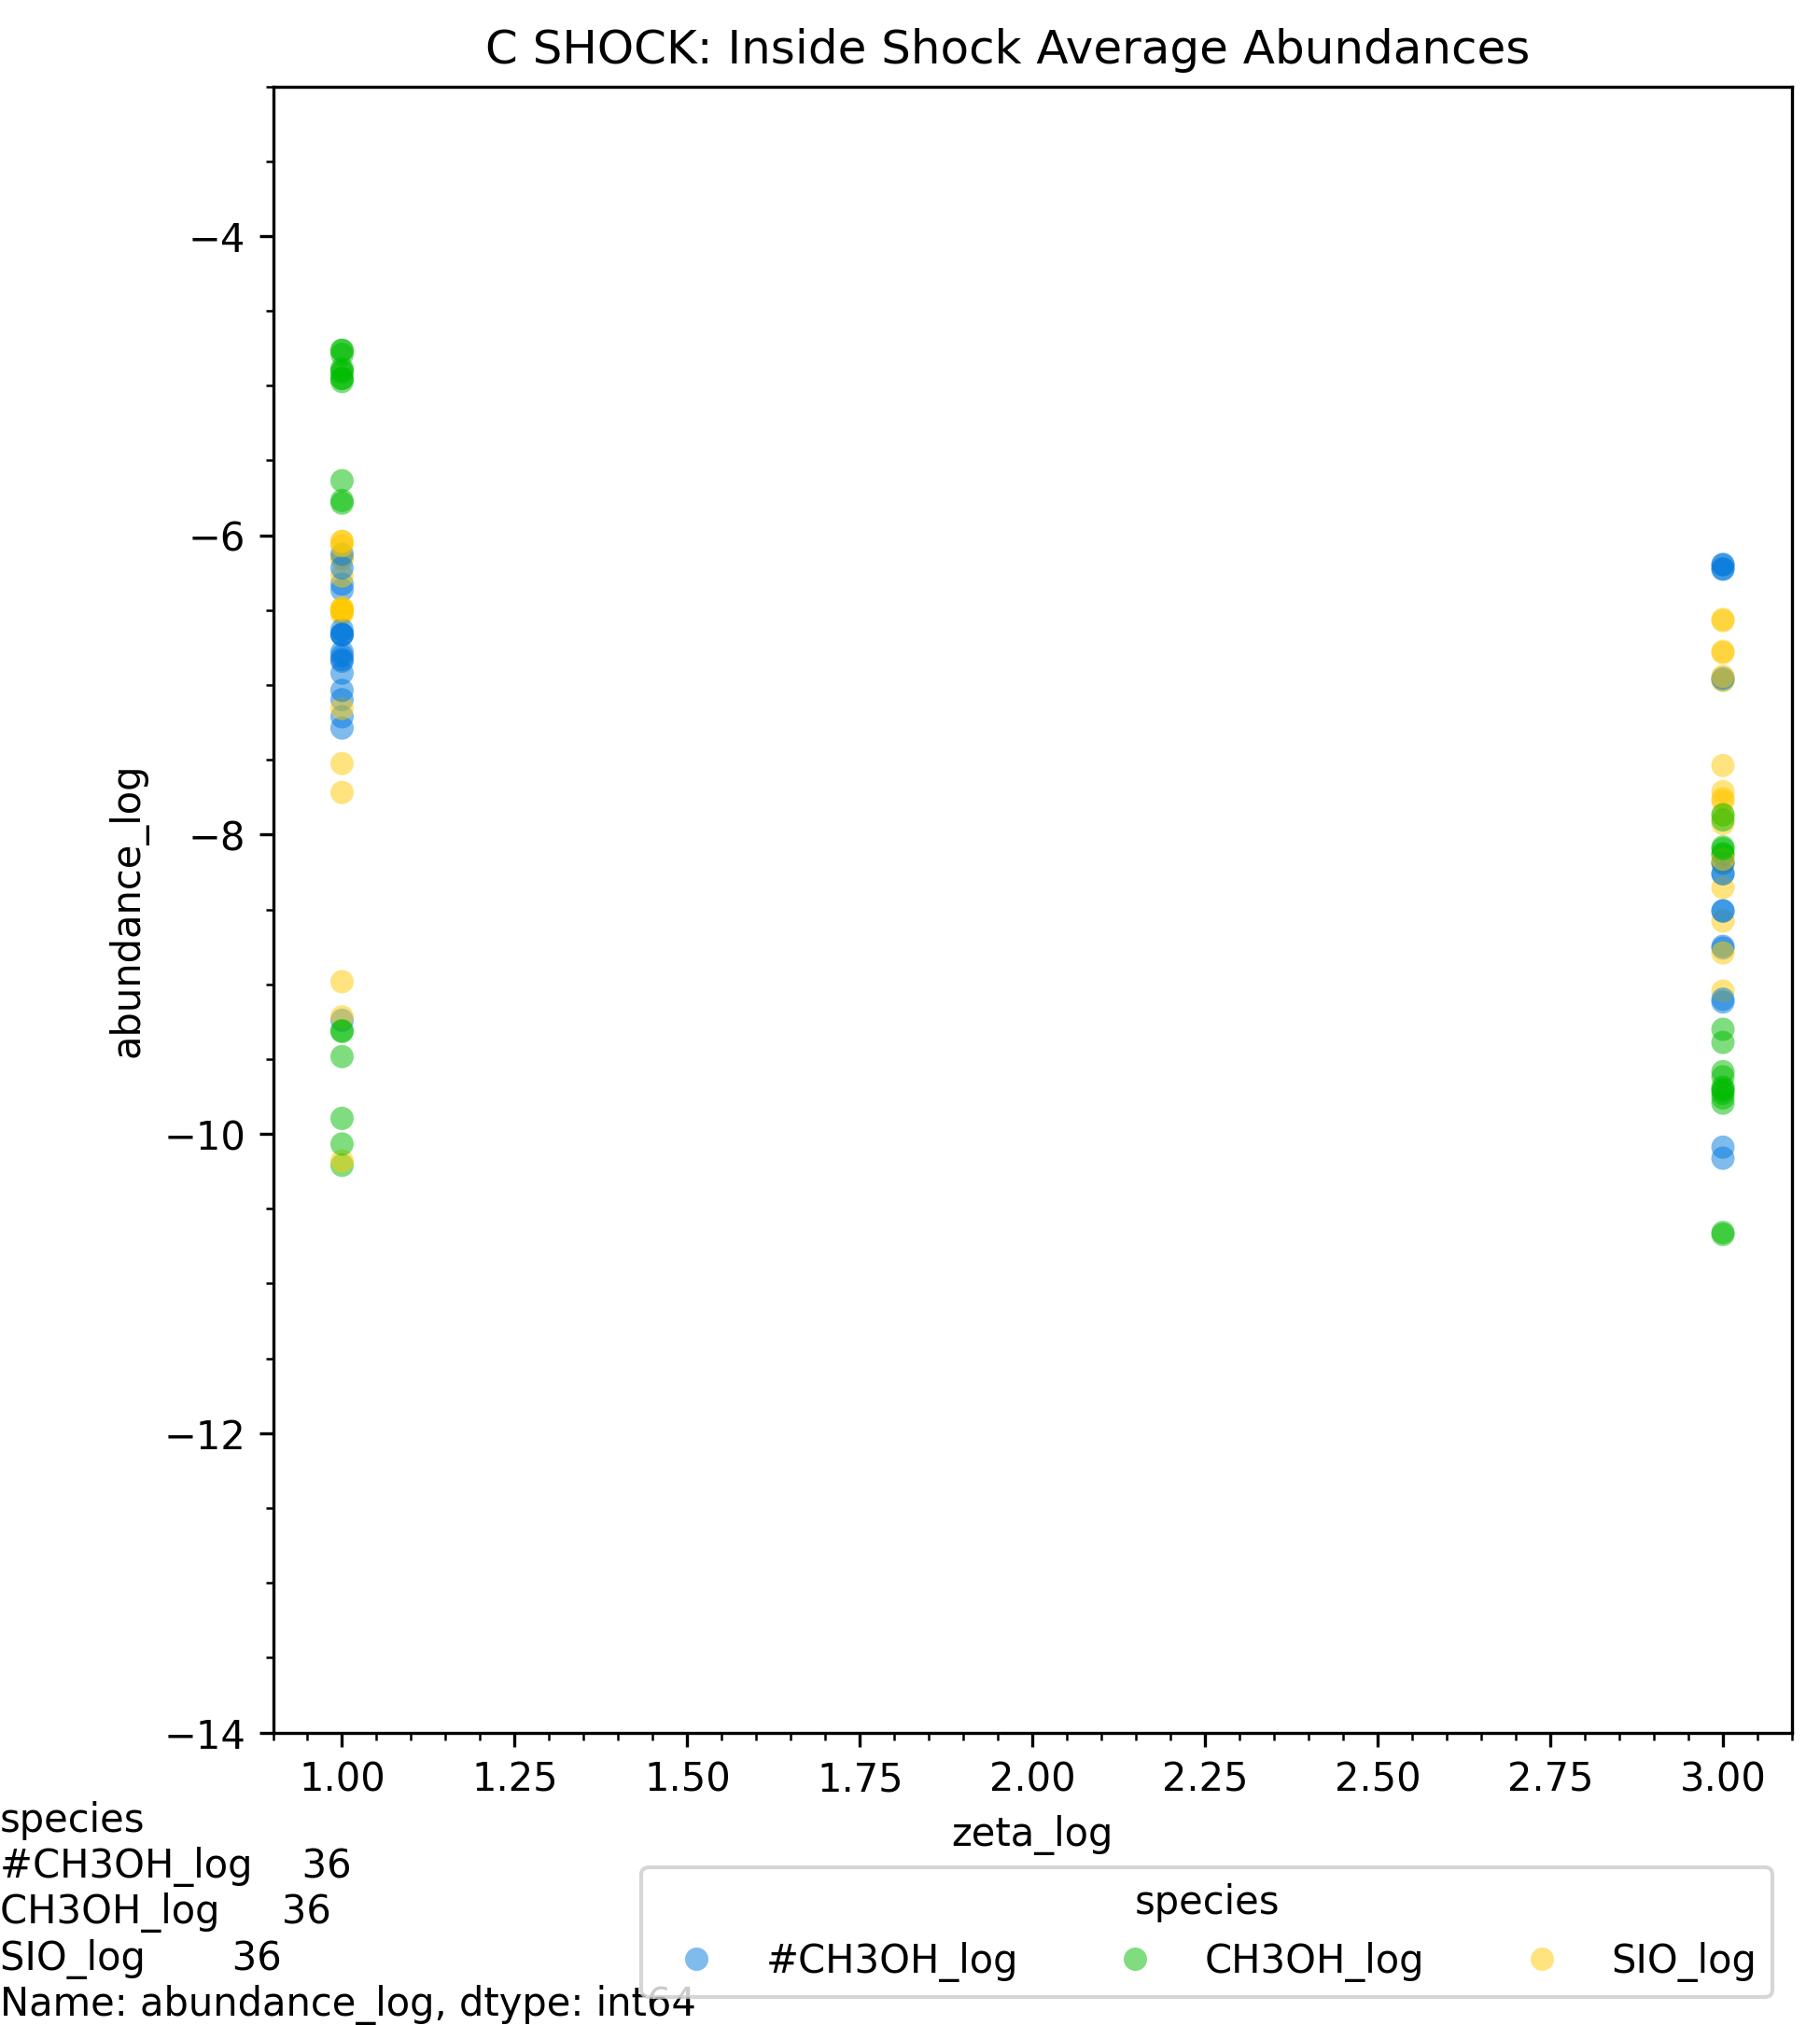 C SHOCK: Inside Shock Average Abundances
−4
−6
−8
−10
−12
−14
abundance_log
1.00 1.25 1.50 1.75 2.00 2.25 2.50 2.75 3.00
zeta_log
species
#CH3OH_log 36
CH3OH_log 36
SIO_log 36
Name: abundance_log, dtype: int64
species
#CH3OH_log CH3OH_log SIO_log